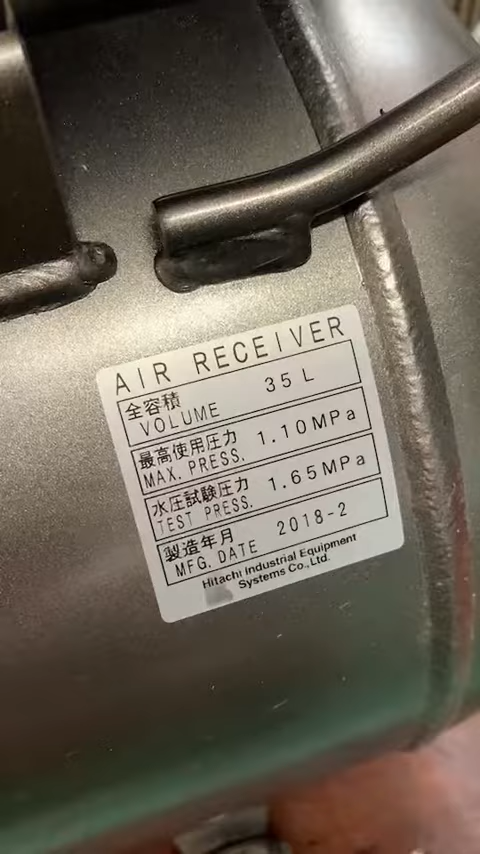 AIR RECEIVER
全容積
VOLUME 35 L
最高使用圧力
MAX. PRESS. 1.10MPa
水圧試験圧力
TEST PRESS. 1.65MPa
製造年月
MFG. DATE 2018-2
Hitachi Industrial Equipment
Systems Co., Ltd.